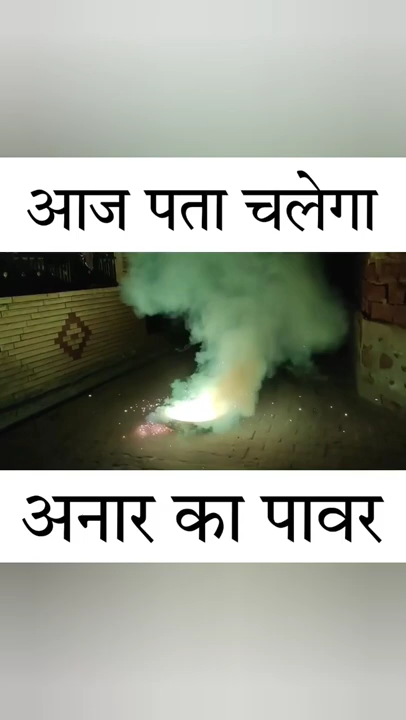 आज पता चलेगा
अनार का पावर